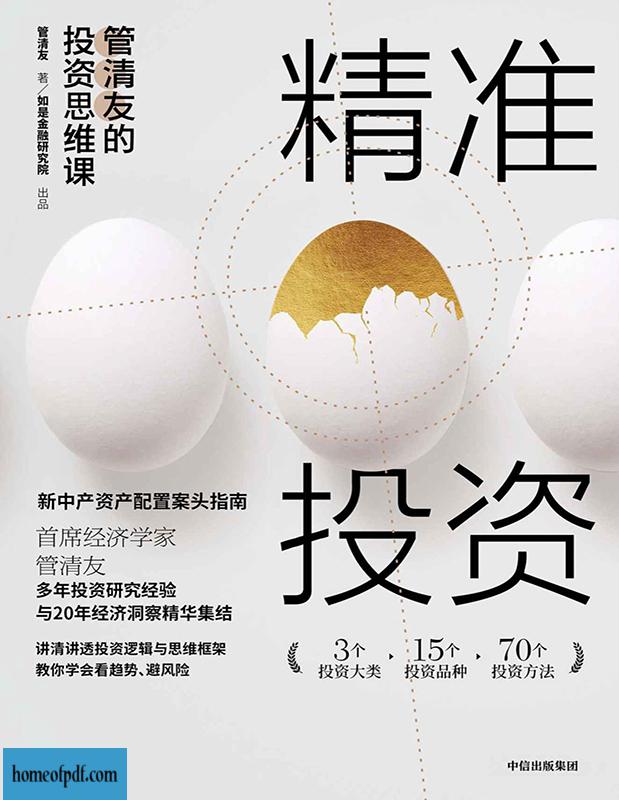 精准
投资
管清友的
投资思维课
管清友 著/如是金融研究院 出品
新中产资产配置案头指南
首席经济学家
管清友
多年投资研究经验
与20年经济洞察精华集结
讲清讲透投资逻辑与思维框架
教你学会看趋势、避风险
3个
投资大类
15个
投资品种
70个
投资方法
中信出版集团
homeofpdf.com